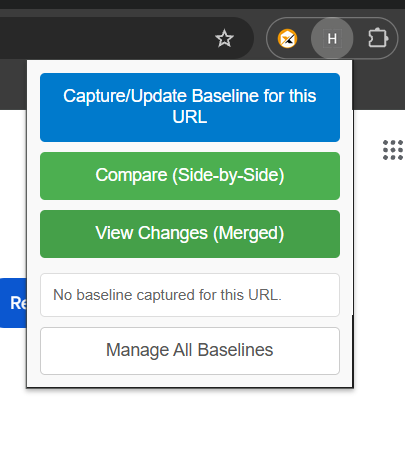 H
Capture/Update Baseline for this
URL
Compare (Side-by-Side)
View Changes (Merged)
Re
No baseline captured for this URL.
Manage All Baselines